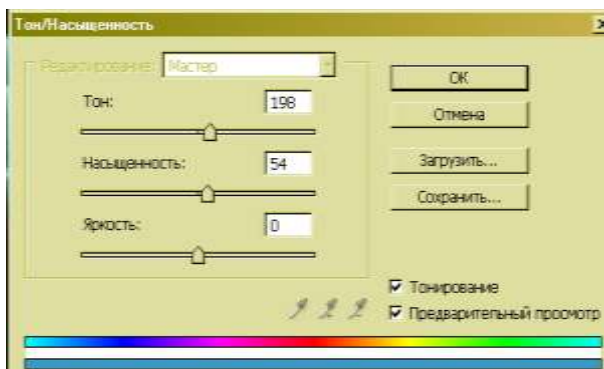 Тон/Насыщенность
Редактирование: Мастер
Тон: 198
Насыщенность: 54
Яркость: 0
OK
Отмена
Загрузить...
Сохранить...
Тонирование
Предварительный просмотр